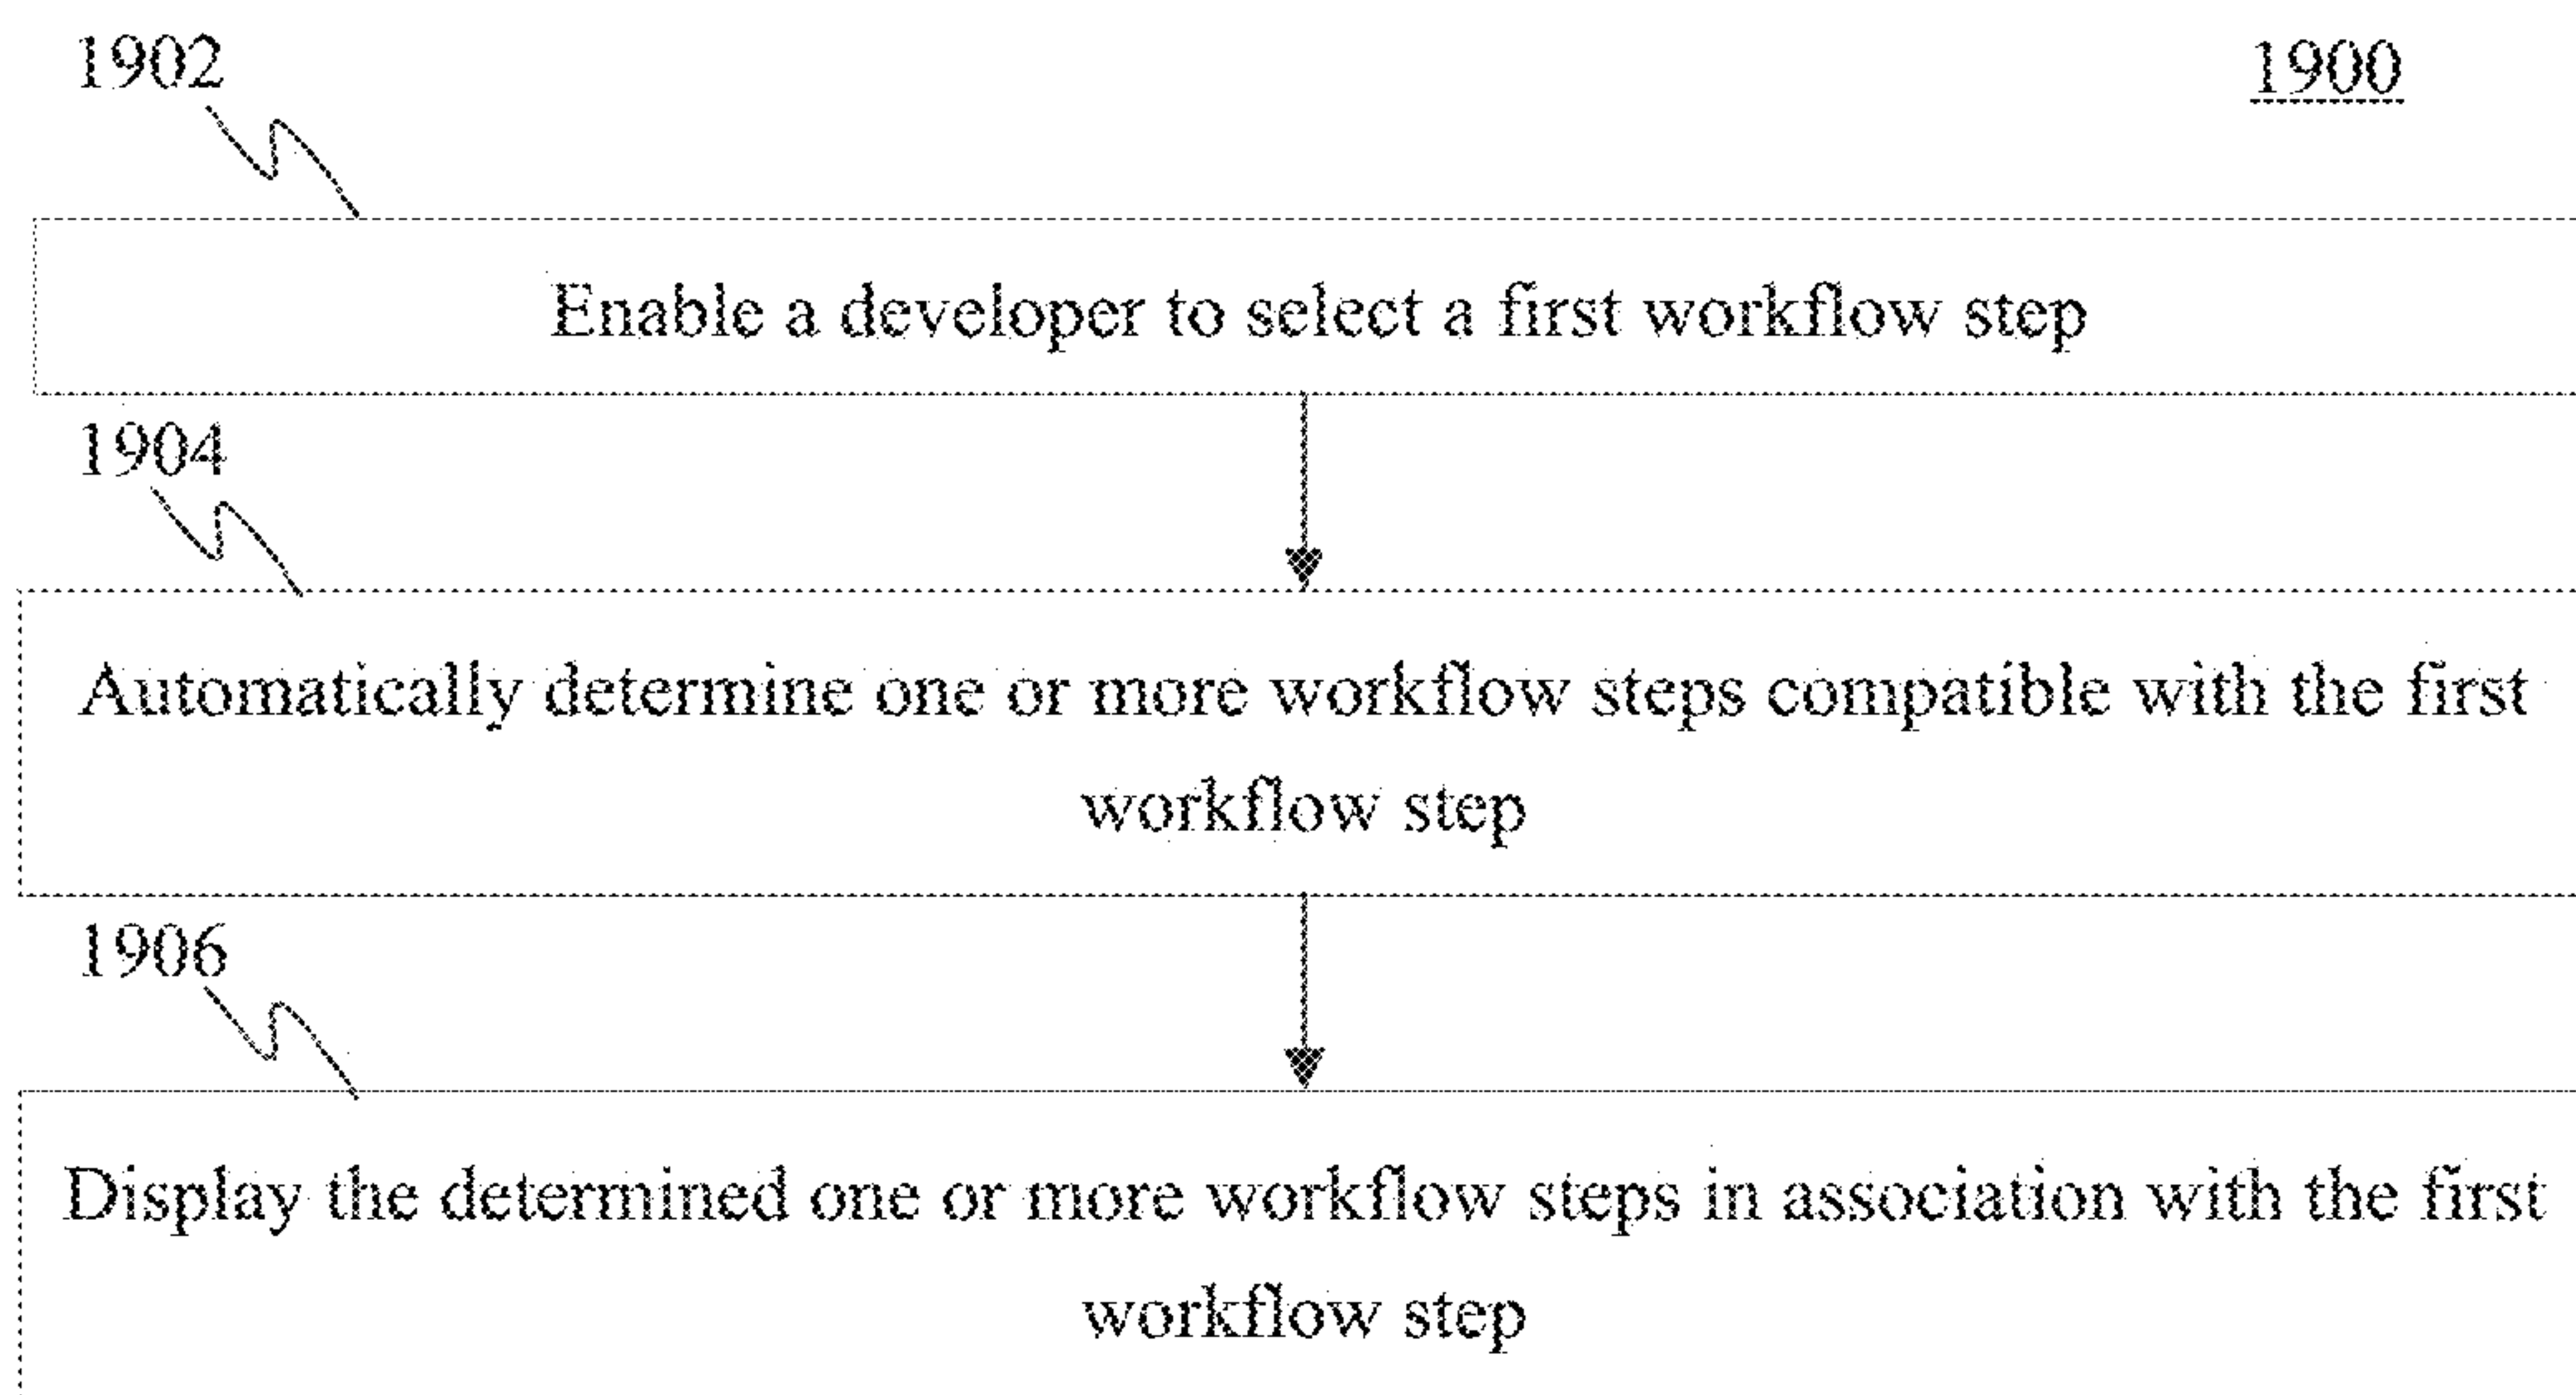 1902
1900
Enable a developer to select a first workflow step
1904
Automatically determine one or more workflow steps compatible with the first
workflow step
1906
Display the determined one or more workflow steps in association with the first
workflow step